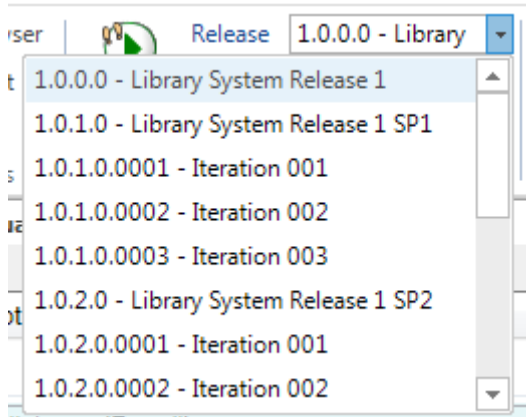 Release 1.0.0.0 - Library
1.0.0.0 - Library System Release 1
1.0.1.0 - Library System Release 1 SP1
1.0.1.0.0001 - Iteration 001
1.0.1.0.0002 - Iteration 002
1.0.1.0.0003 - Iteration 003
1.0.2.0 - Library System Release 1 SP2
1.0.2.0.0001 - Iteration 001
1.0.2.0.0002 - Iteration 002